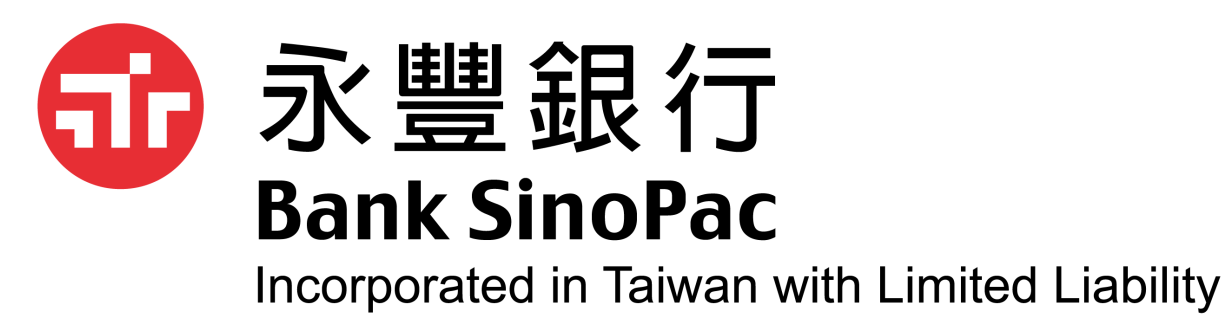 永豐銀行
Bank SinoPac
Incorporated in Taiwan with Limited Liability